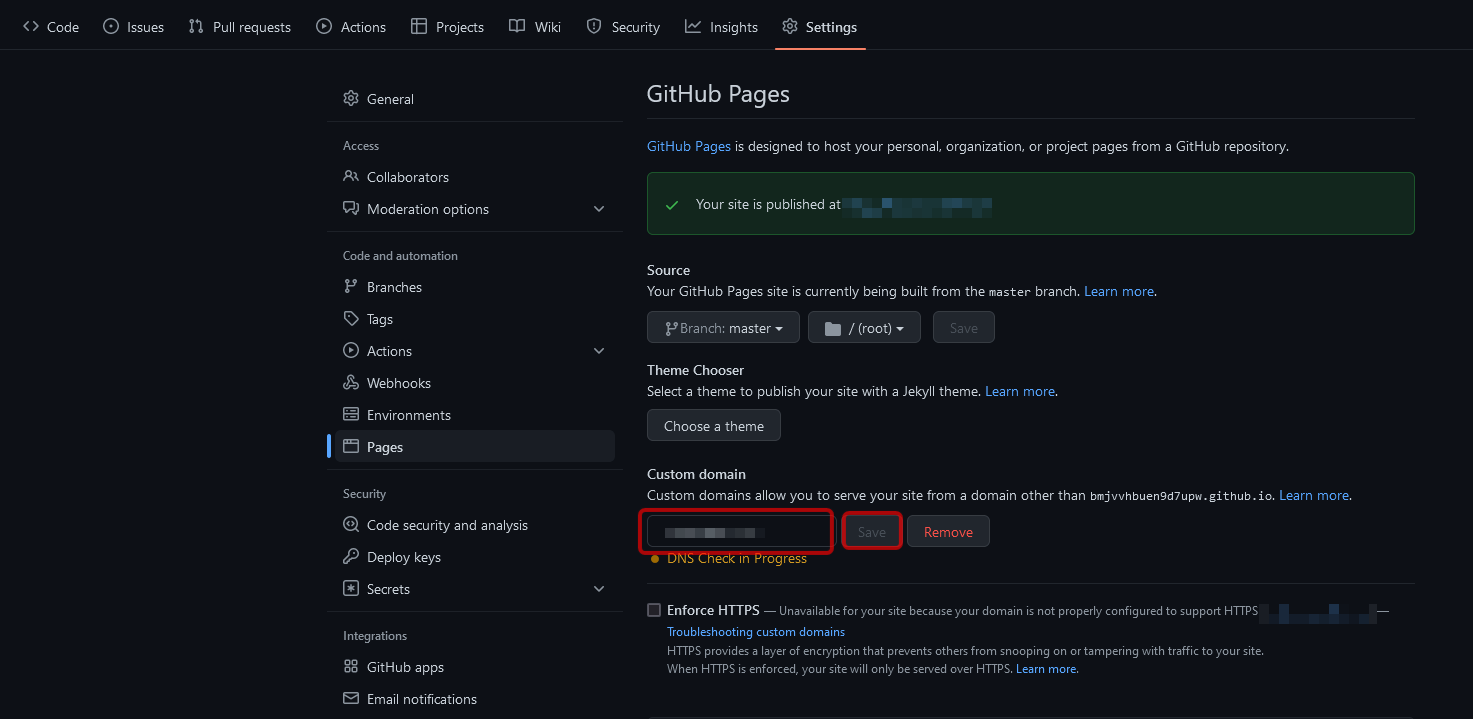 Code Issues Pull requests Actions Projects Wiki Security Insights Settings
General
Access
Collaborators
Moderation options
Code and automation
Branches
Tags
Actions
Webhooks
Environments
Pages
Security
Code security and analysis
Deploy keys
Secrets
Integrations
GitHub apps
Email notifications
GitHub Pages
GitHub Pages is designed to host your personal, organization, or project pages from a GitHub repository.
Your site is published at
Source
Your GitHub Pages site is currently being built from the master branch. Learn more.
Branch: master / (root) Save
Theme Chooser
Select a theme to publish your site with a Jekyll theme. Learn more.
Choose a theme
Custom domain
Custom domains allow you to serve your site from a domain other than bmjvvhbuen9d7upw.github.io. Learn more.
Save Remove
DNS Check in Progress
Enforce HTTPS — Unavailable for your site because your domain is not properly configured to support HTTPS —
Troubleshooting custom domains
HTTPS provides a layer of encryption that prevents others from snooping on or tampering with traffic to your site.
When HTTPS is enforced, your site will only be served over HTTPS. Learn more.